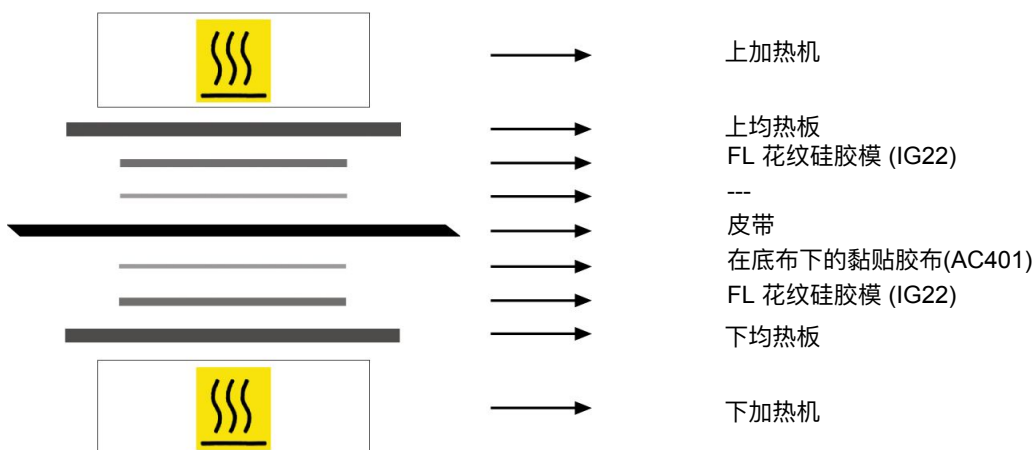 上加热机
上均热板
FL 花纹硅胶模 (IG22)
---
皮带
在底布下的黏贴胶布(AC401)
FL 花纹硅胶模 (IG22)
下均热板
下加热机